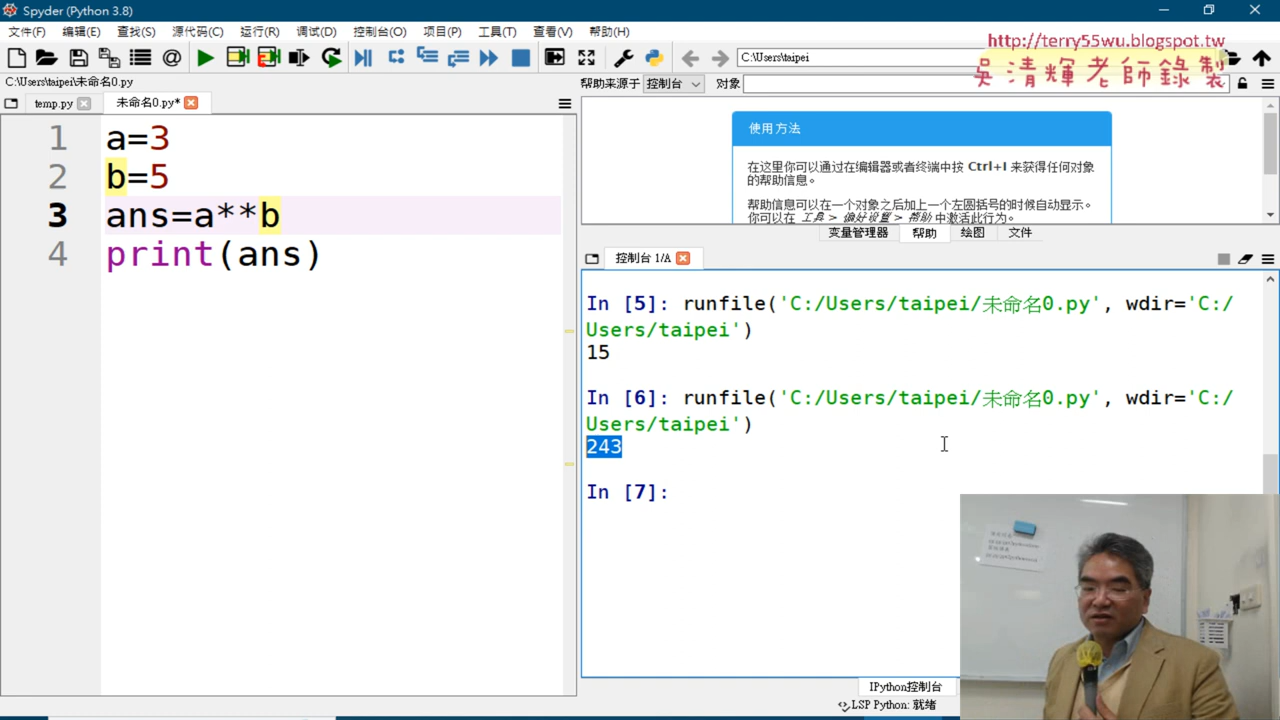 Spyder (Python 3.8)
文件(F) 编辑(E) 查找(S) 源代码(C) 运行(R) 调试(D) 控制台(O) 项目(P) 工具(T) 查看(V) 帮助(H)
http://terry55wu.blogspot.tw
吳清輝老師錄製
C:\Users\taipei
C:\Users\taipei\未命名0.py
帮助来源于 控制台 对象
temp.py 未命名0.py*
1 a=3
2 b=5
3 ans=a**b
4 print(ans)
使用方法
在这里你可以通过在编辑器或者终端中按 Ctrl+I 来获得任何对象
的帮助信息。
帮助信息可以在一个对象之后加上一个左圆括号的时候自动显示。
你可以在 工具 > 偏好设置 > 帮助 中激活此行为。
变量管理器 帮助 绘图 文件
控制台 1/A
In [5]: runfile('C:/Users/taipei/未命名0.py', wdir='C:/
Users/taipei')
15
In [6]: runfile('C:/Users/taipei/未命名0.py', wdir='C:/
Users/taipei')
243
In [7]:
IPython控制台
LSP Python: 就绪